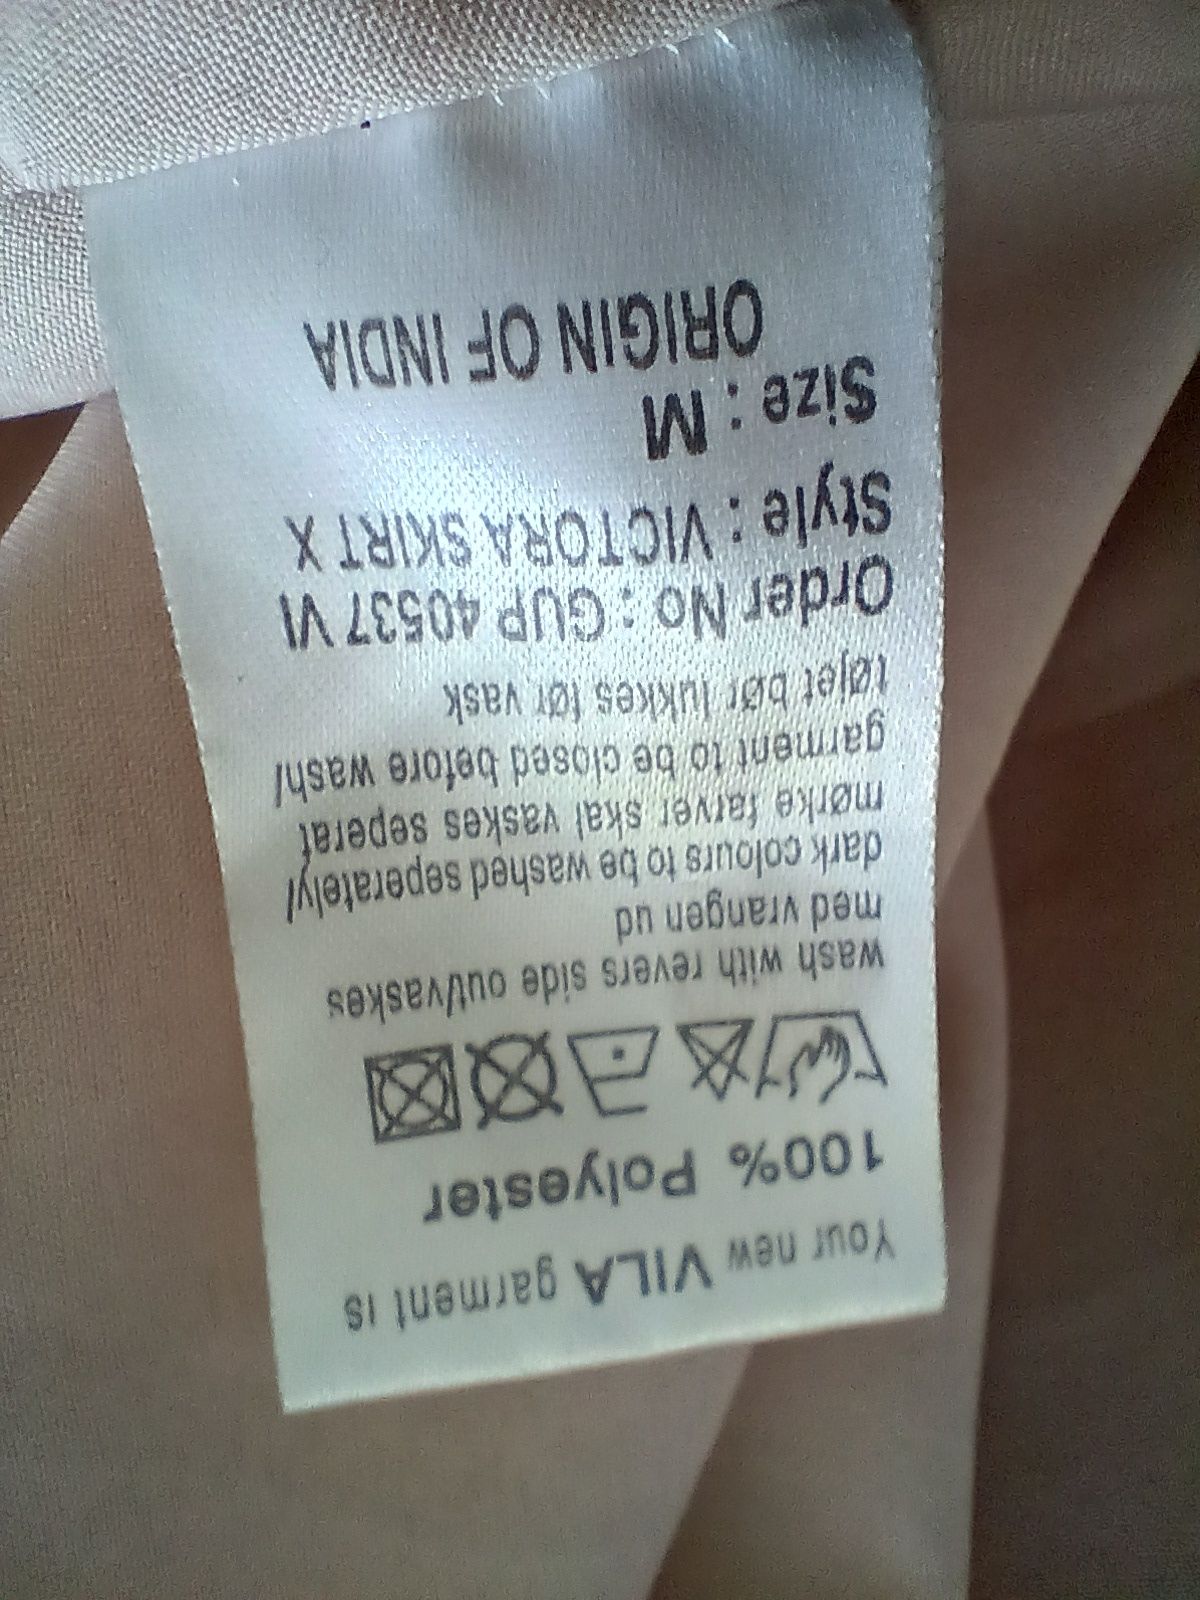 Your new VILA garment is
100% Polyester
wash with revers side out/vaskes
med vrangen ud
dark colours to be washed seperately/
mørke farver skal vaskes seperat
garment to be closed before wash/
tøjet bør lukkes før vask
Order No : GUP 40537 VI
Style : VICTORA SKIRT X
Size : M
ORIGIN OF INDIA